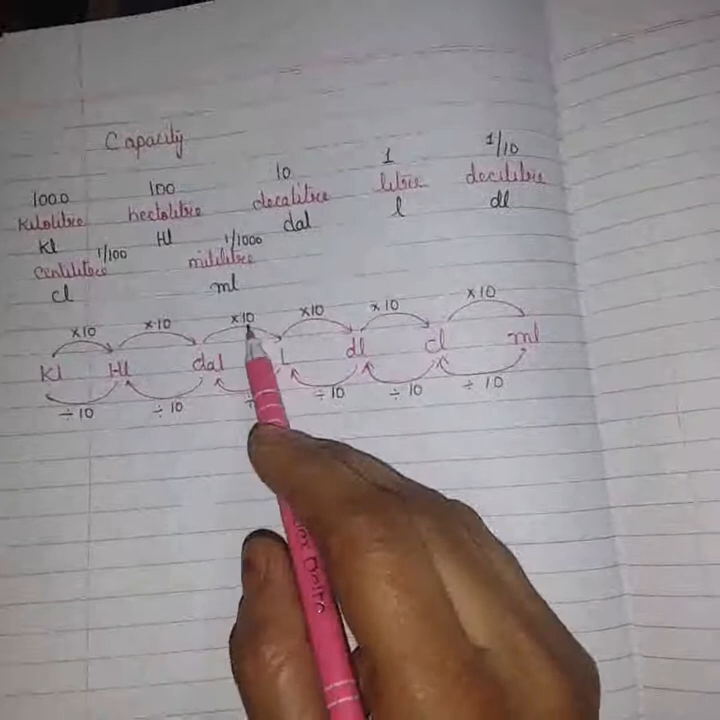 Capacity
1000 100 10 1 1/10
kilolitre hectolitre decalitre litre decilitre
kl Hl dal l dl
1/100 1/1000
centilitre mililitre
cl ml
×10 ×10 ×10 ×10 ×10 ×10
kl Hl dal l dl cl ml
÷10 ÷10 ÷ ÷10 ÷10 ÷10